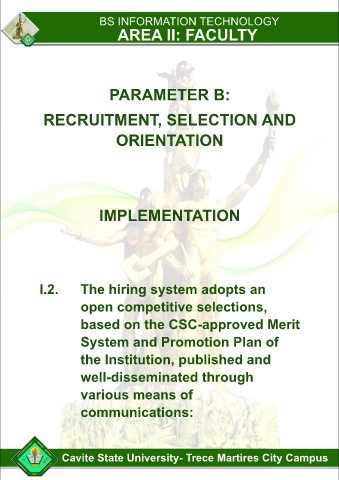 BS INFORMATION TECHNOLOGY
AREA II: FACULTY
PARAMETER B:
RECRUITMENT, SELECTION AND
ORIENTATION
IMPLEMENTATION
I.2. The hiring system adopts an
open competitive selections,
based on the CSC-approved Merit
System and Promotion Plan of
the Institution, published and
well-disseminated through
various means of
communications:
Cavite State University- Trece Martires City Campus